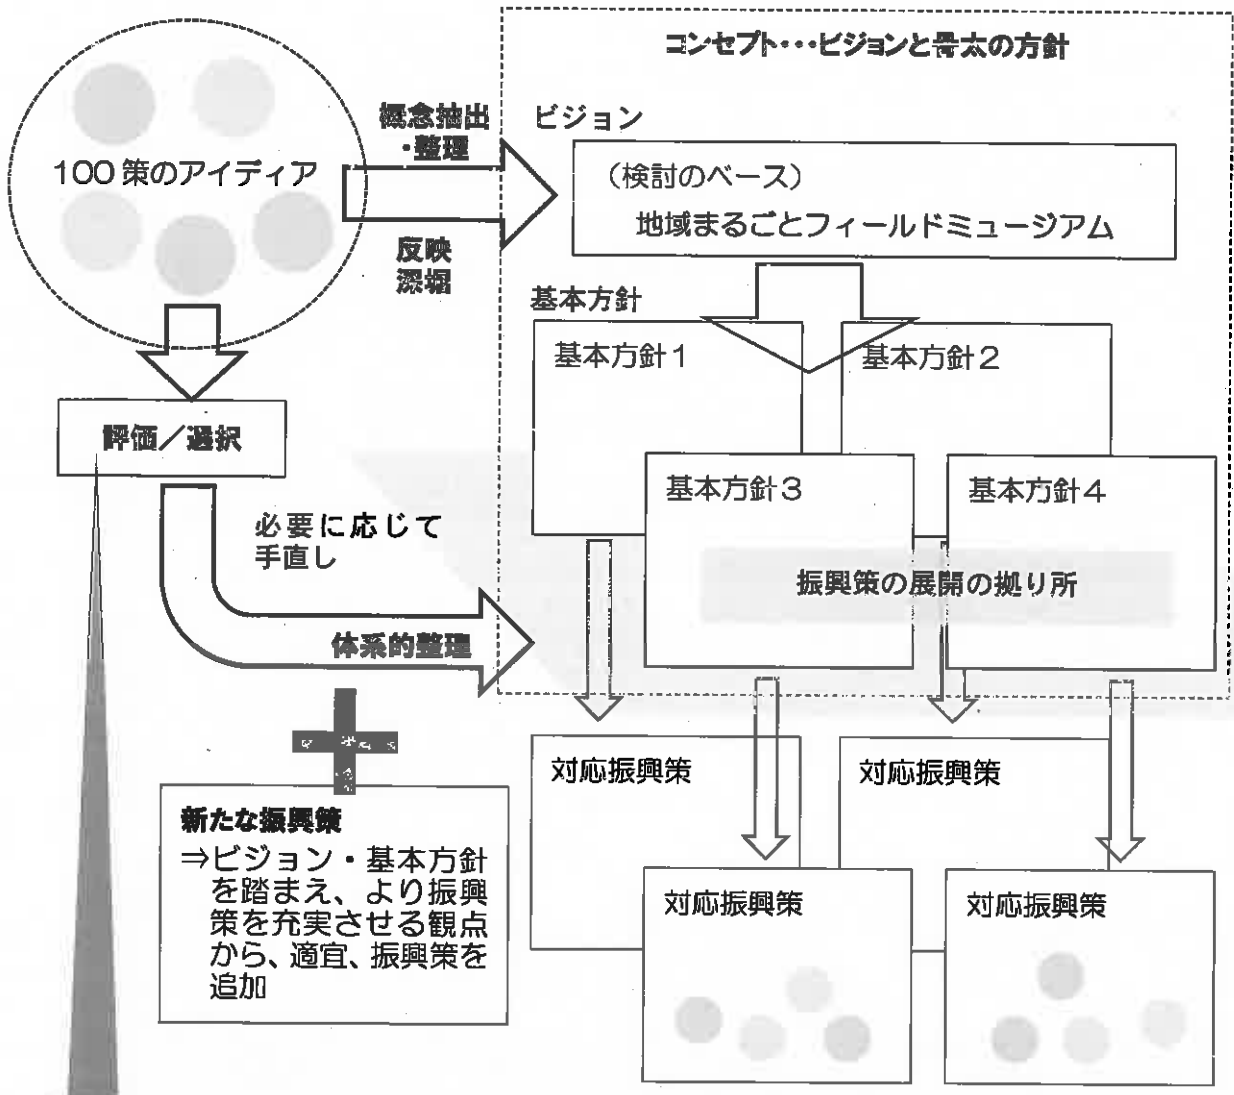 コンセプト･･･ビジョンと骨太の方針
概念抽出
・整理
ビジョン
100策のアイディア
（検討のベース）
地域まるごとフィールドミュージアム
反映
深堀
基本方針
基本方針1
基本方針2
評価／選択
基本方針3
基本方針4
必要に応じて
手直し
振興策の展開の拠り所
体系的整理
対応振興策
対応振興策
新たな振興策
⇒ビジョン・基本方針
を踏まえ、より振興
策を充実させる観点
から、適宜、振興策を
追加
対応振興策
対応振興策